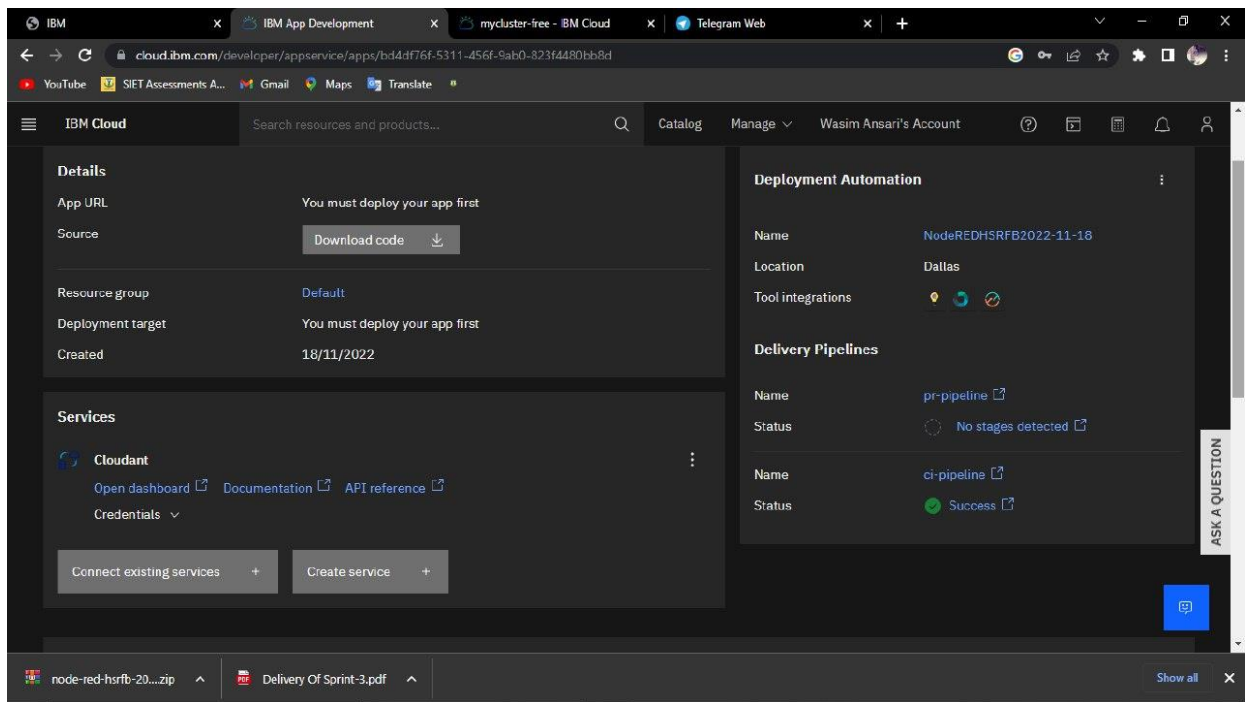 IBM
IBM App Development
mycluster-free - IBM Cloud
Telegram Web
cloud.ibm.com/developer/appservice/apps/bd4df76f-5311-456f-9ab0-823f4480bb8d
YouTube
SIET Assessments A...
Gmail
Maps
Translate
IBM Cloud
Search resources and products...
Catalog
Manage
Wasim Ansari's Account
Details
App URL
You must deploy your app first
Source
Download code
Resource group
Default
Deployment target
You must deploy your app first
Created
18/11/2022
Services
Cloudant
Open dashboard
Documentation
API reference
Credentials
Connect existing services +
Create service +
Deployment Automation
Name
NodeREDHSRFB2022-11-18
Location
Dallas
Tool integrations
Delivery Pipelines
Name
pr-pipeline
Status
No stages detected
Name
ci-pipeline
Status
Success
ASK A QUESTION
node-red-hsrfb-20....zip
PDF
Delivery Of Sprint-3.pdf
Show all